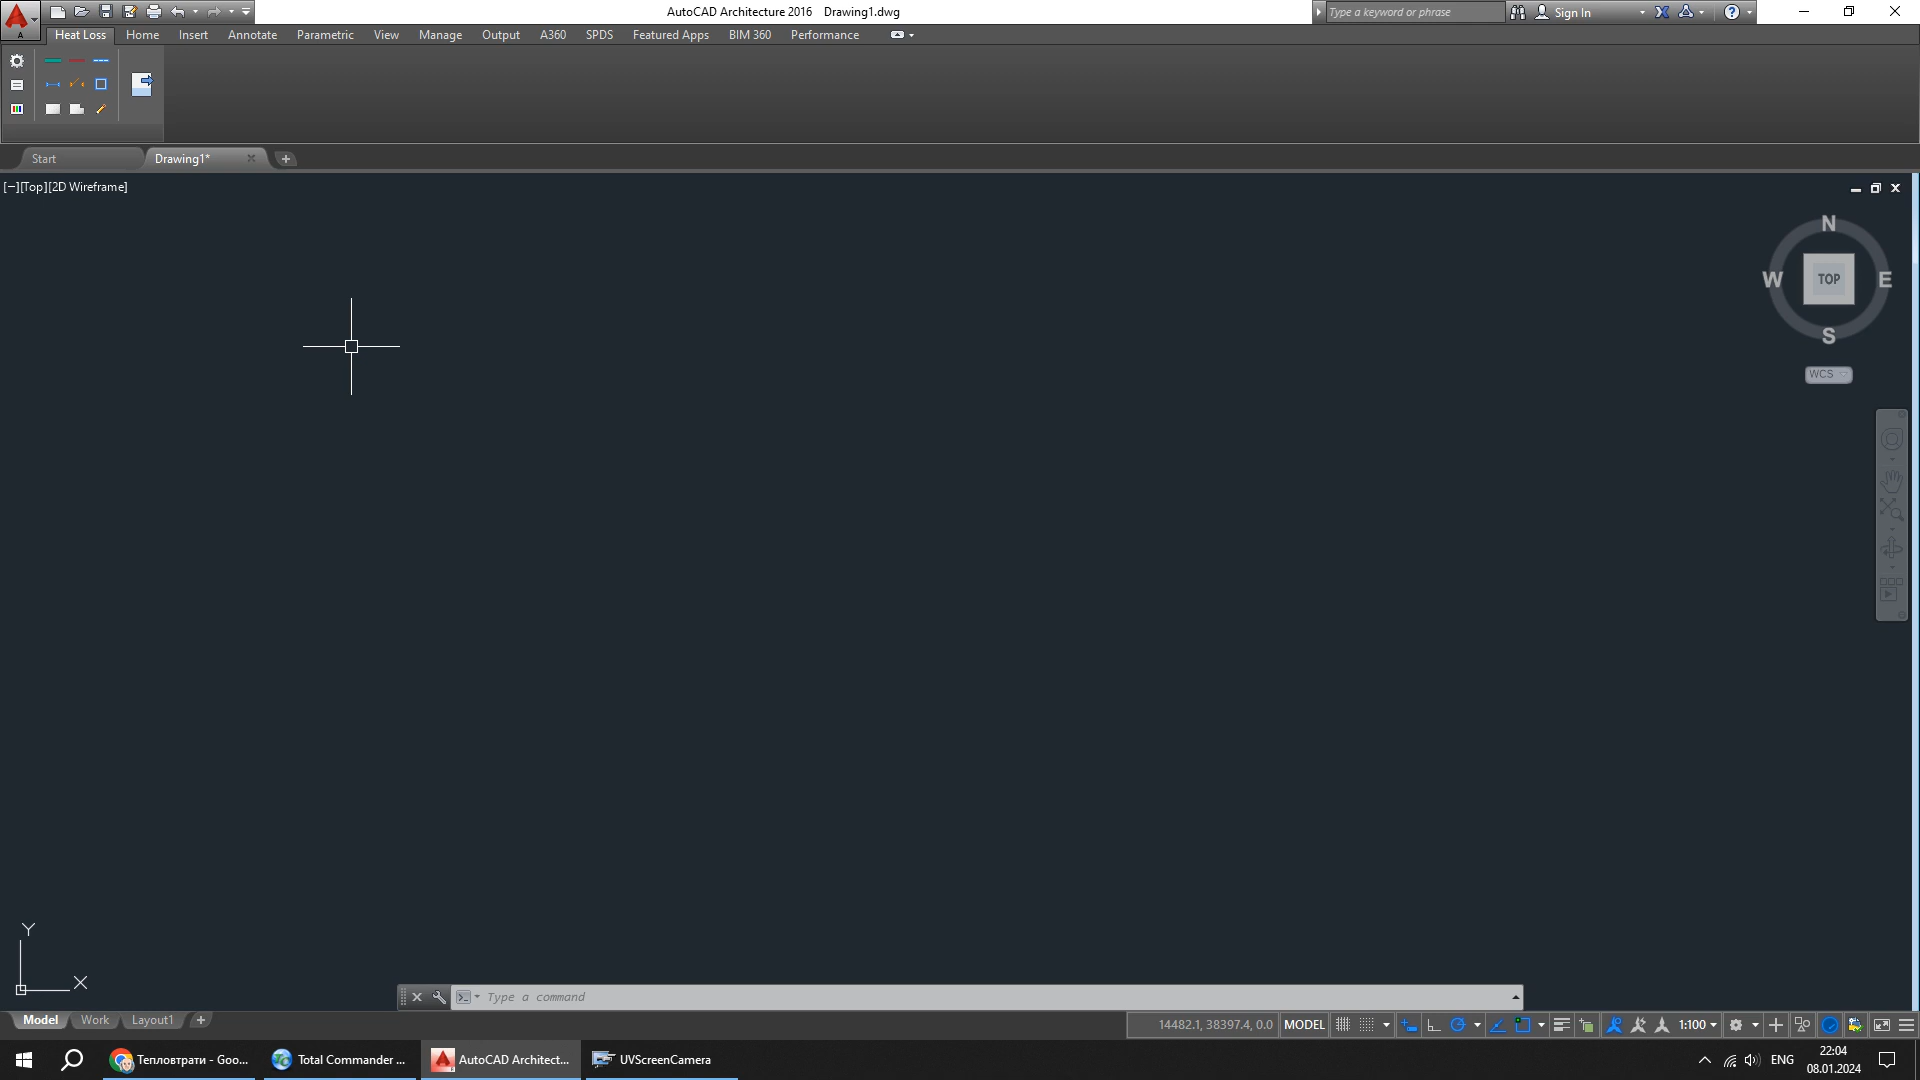 AutoCAD Architecture 2016 Drawing1.dwg
Type a keyword or phrase
Sign In
Heat Loss Home Insert Annotate Parametric View Manage Output A360 SPDS Featured Apps BIM 360 Performance
Start Drawing1*
[−][Top][2D Wireframe]
N
W TOP E
S
WCS
Y
X
Type a command
Model Work Layout1
14482.1, 38397.4, 0.0 MODEL 1:100
Тепловтрати - Goo...
Total Commander ...
AutoCAD Architect...
UVScreenCamera
ENG
22:04
08.01.2024